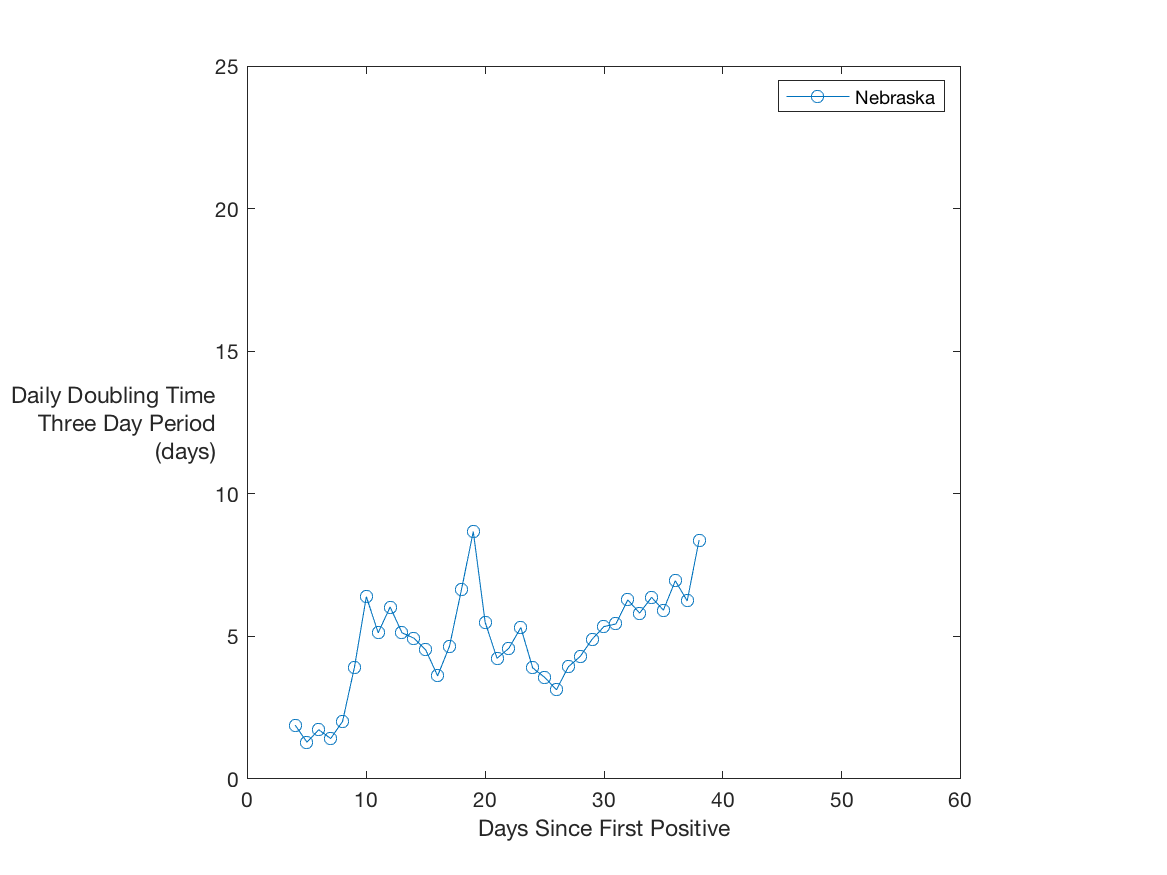 25
Nebraska
20
15
Daily Doubling Time
Three Day Period
(days)
10
5
0
0 10 20 30 40 50 60
Days Since First Positive